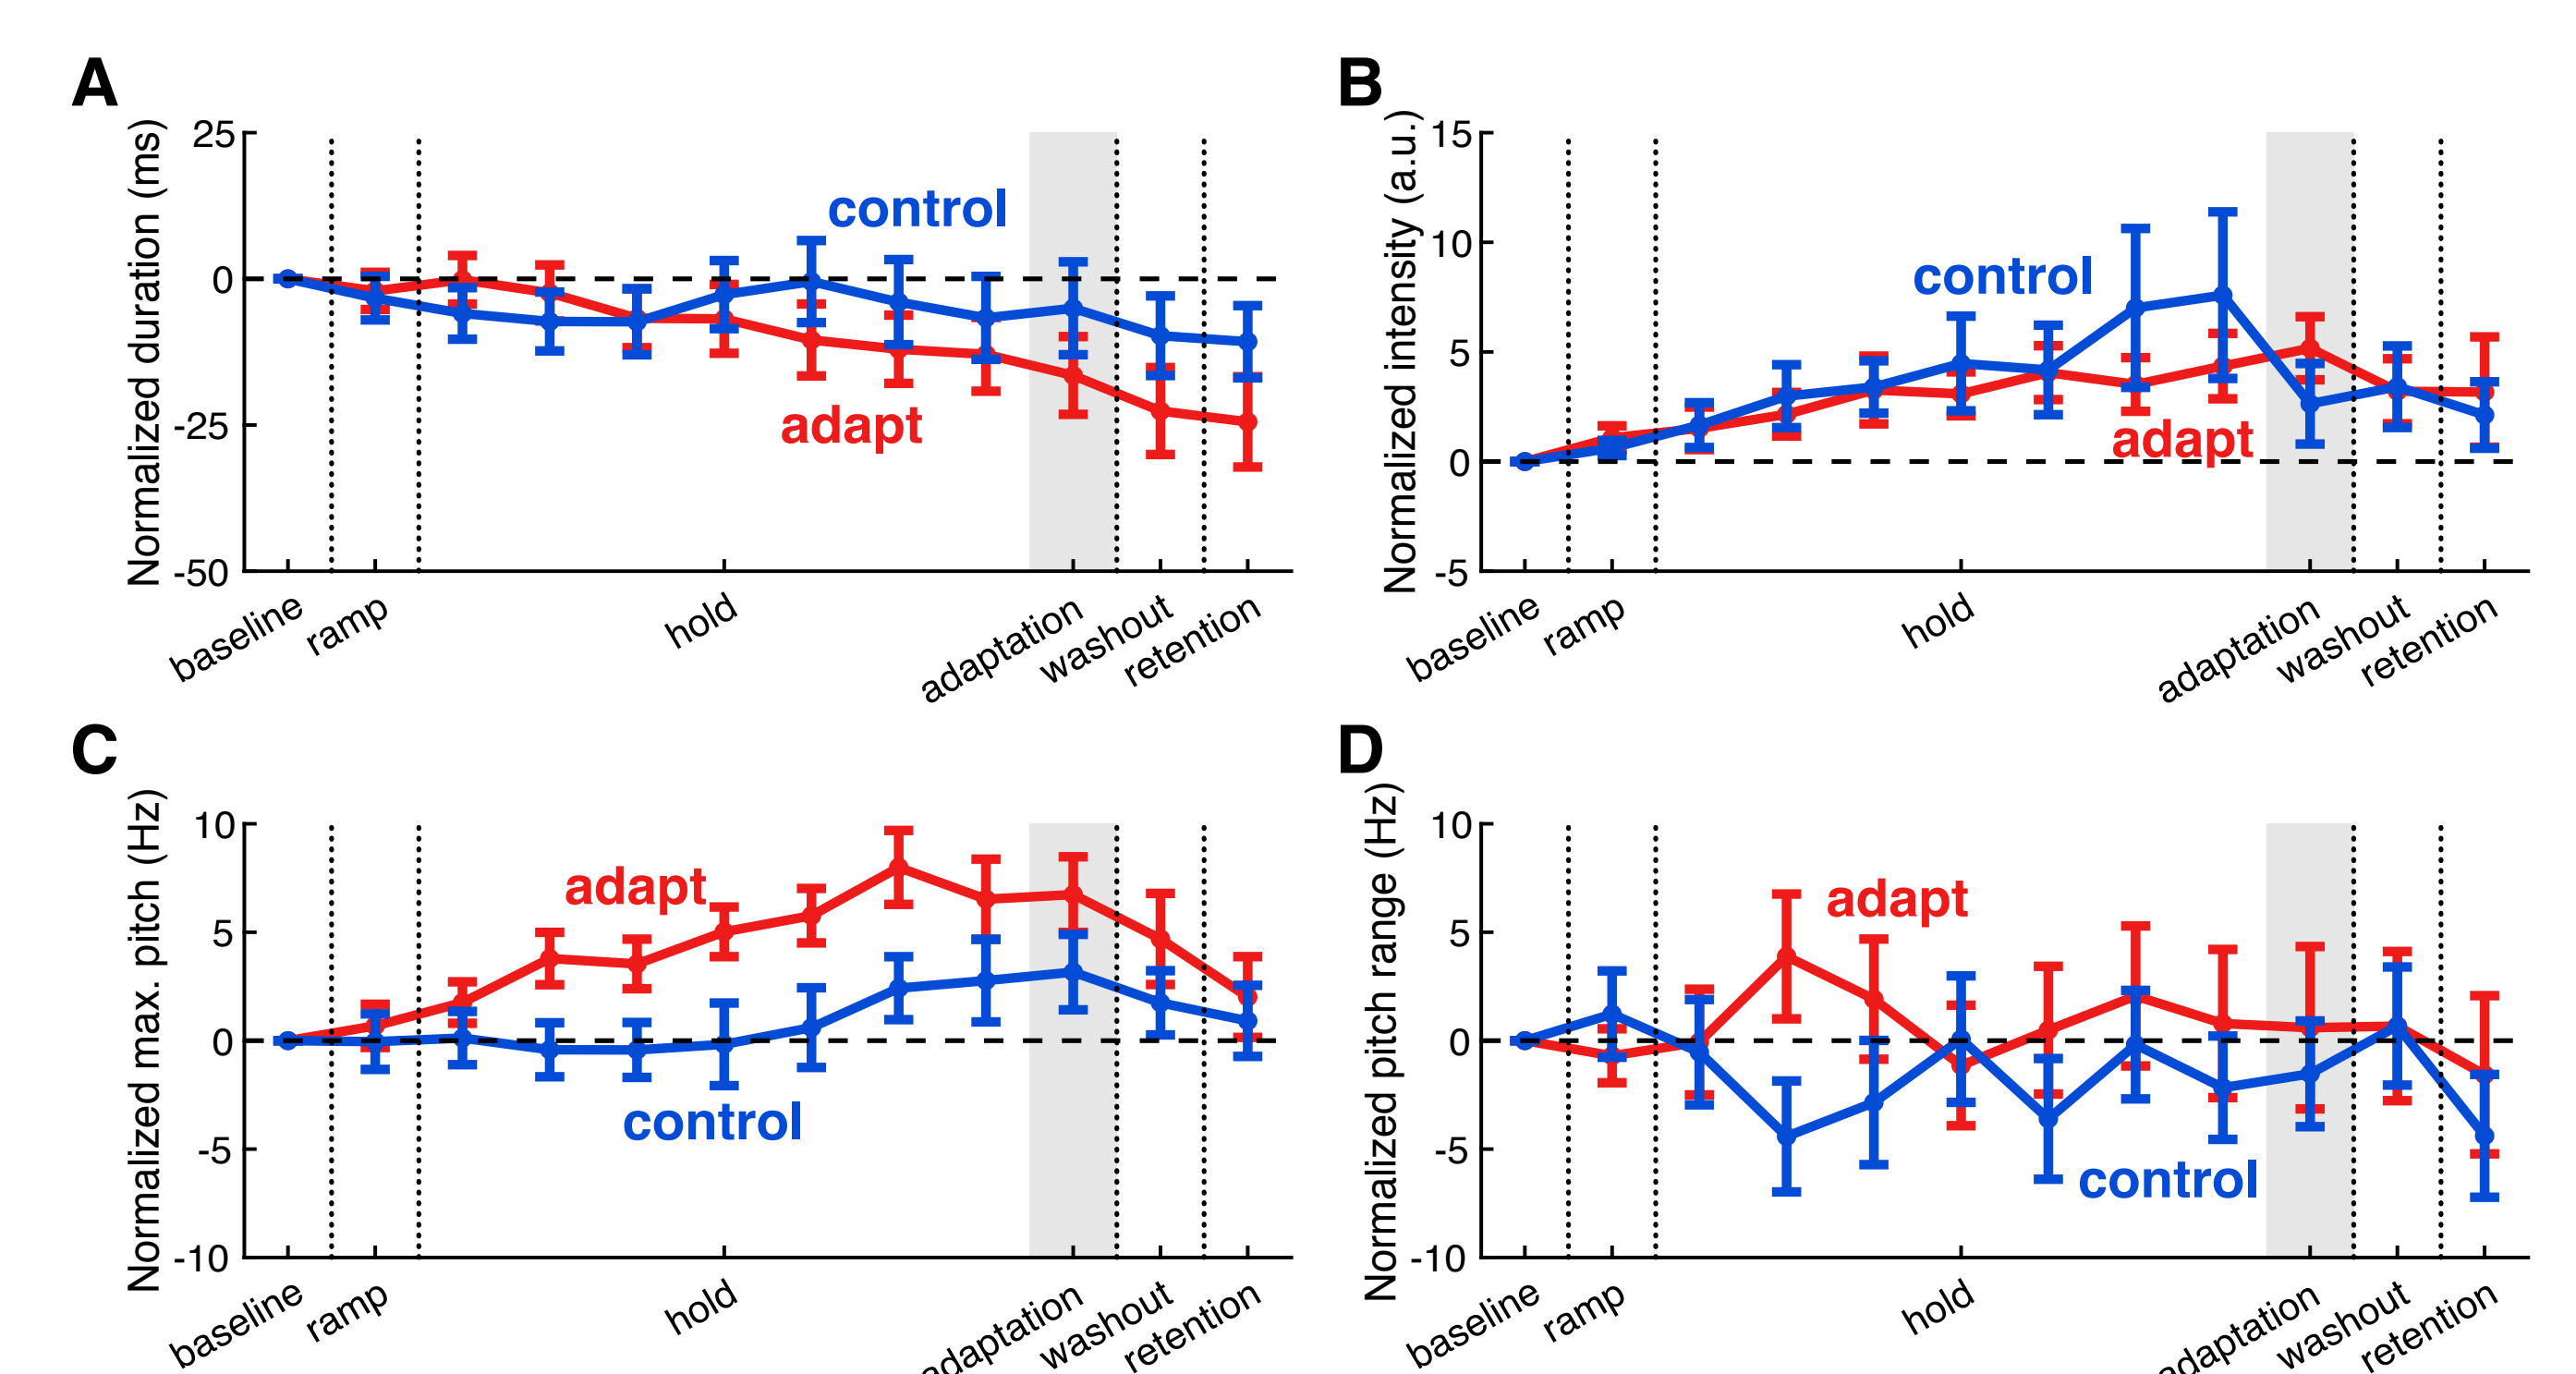 A
Normalized duration (ms)
25
0
-25
-50
control
adapt
baseline
ramp
hold
adaptation
washout
retention
B
Normalized intensity (a.u.)
15
10
5
0
-5
control
adapt
baseline
ramp
hold
adaptation
washout
retention
C
Normalized max. pitch (Hz)
10
5
0
-5
-10
adapt
control
baseline
ramp
hold
adaptation
washout
retention
D
Normalized pitch range (Hz)
10
5
0
-5
-10
adapt
control
baseline
ramp
hold
adaptation
washout
retention